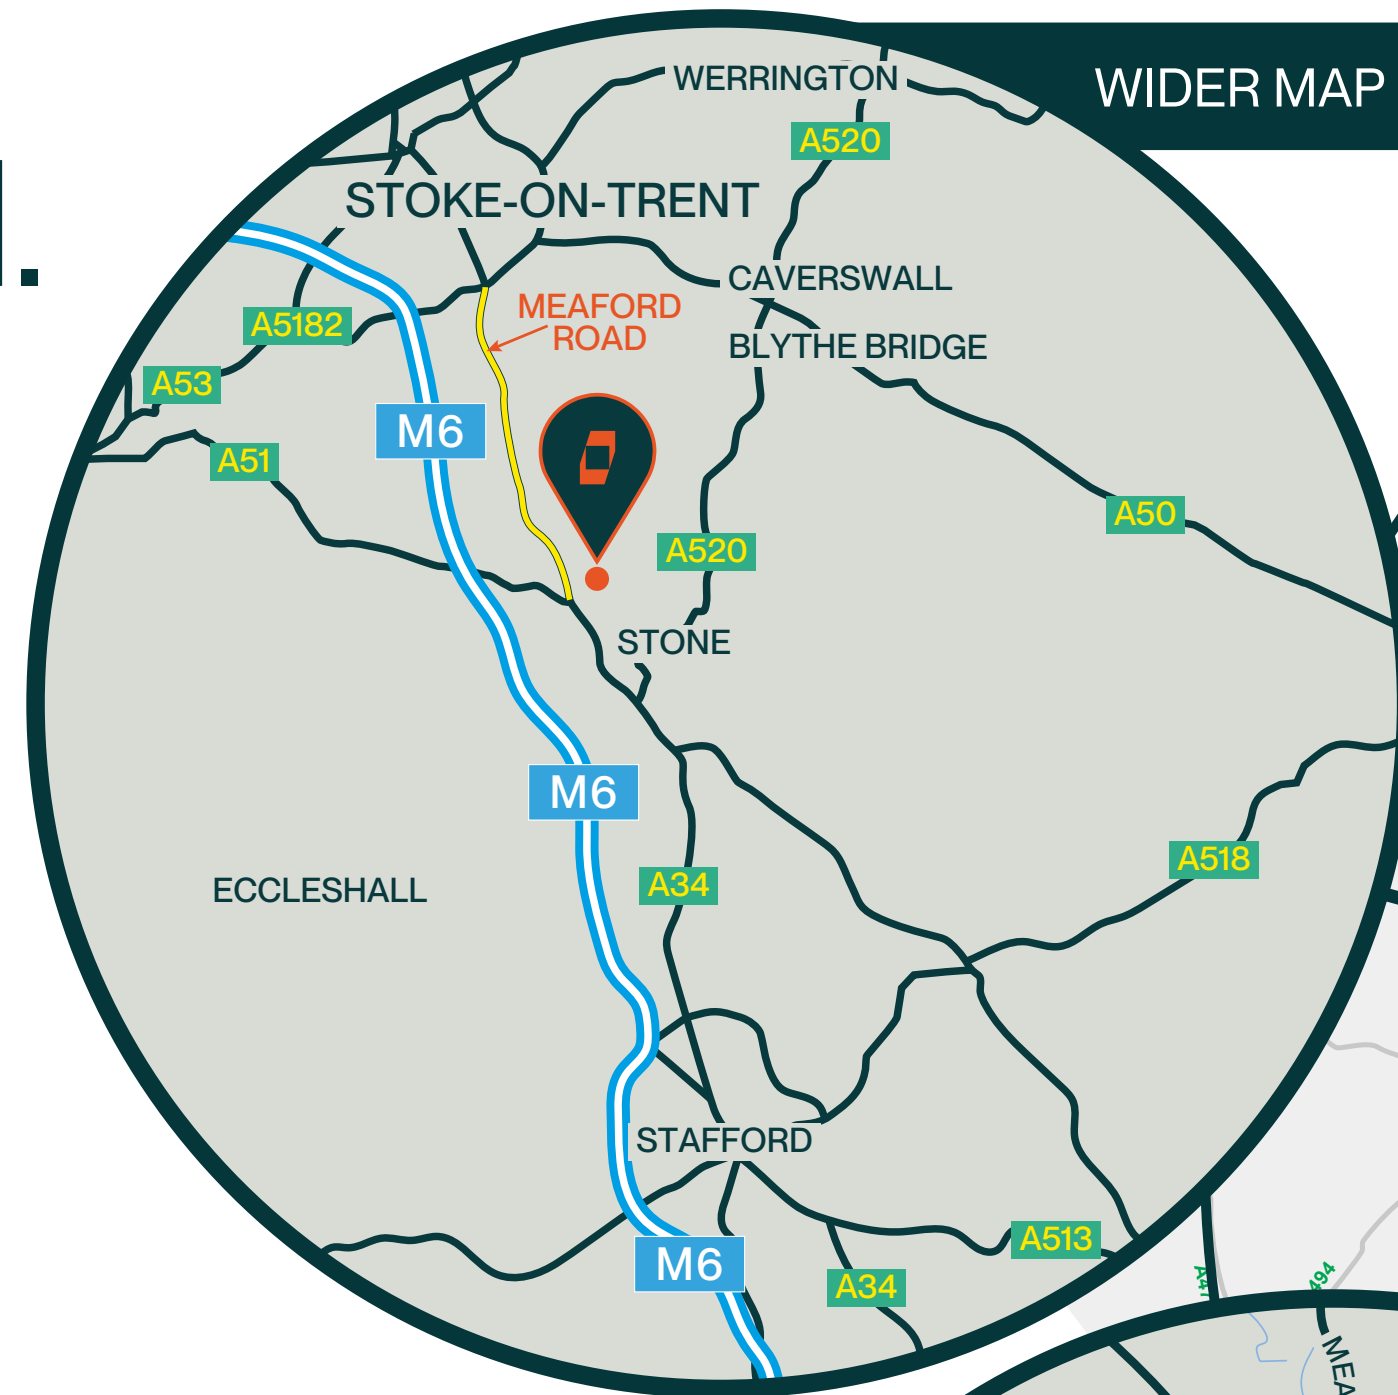 WIDER MAP
WERRINGTON
A520
STOKE-ON-TRENT
CAVERSWALL
MEAFORD
ROAD
A5182
BLYTHE BRIDGE
A53
M6
A51
A50
A520
STONE
M6
A518
A34
ECCLESHALL
STAFFORD
A513
M6
A34